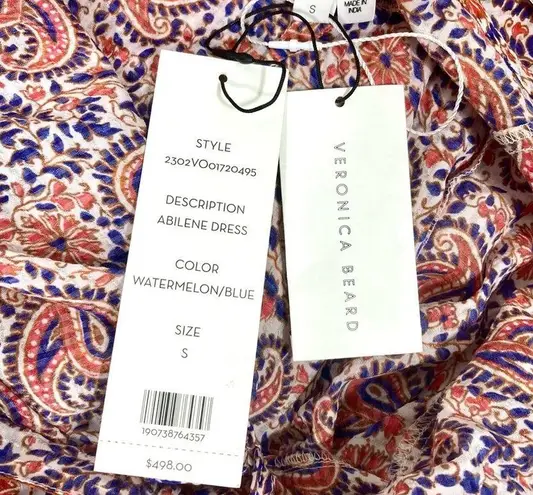 S
MADE IN
INDIA
STYLE
2302VO01720495
DESCRIPTION
ABILENE DRESS
COLOR
WATERMELON/BLUE
SIZE
S
190738764357
$498.00
VERONICA BEARD